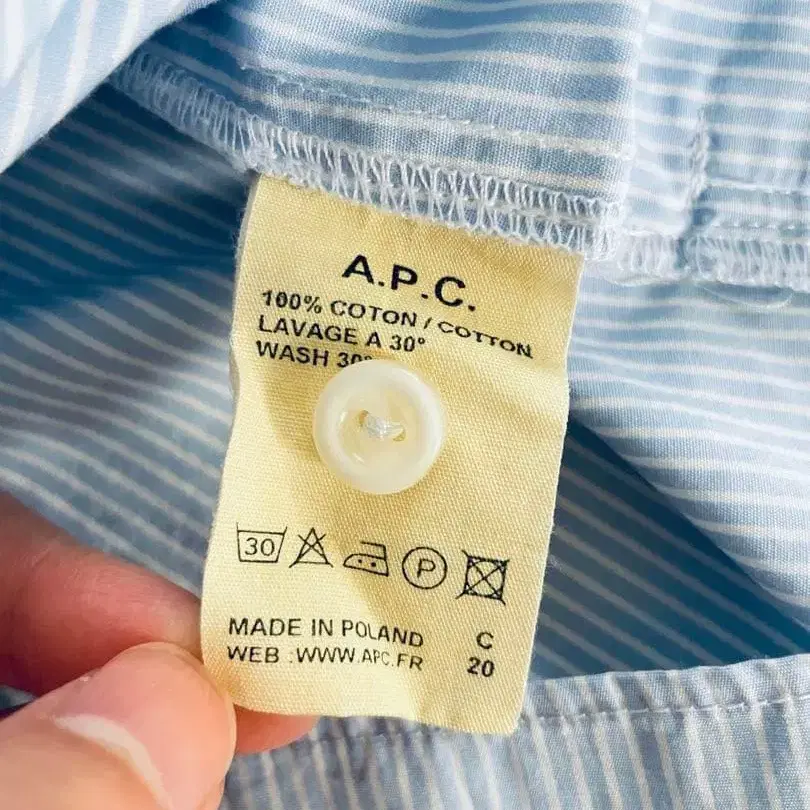 A.P.C.
100% COTON / COTTON
LAVAGE A 30°
WASH 30°
30 P
MADE IN POLAND C
WEB :WWW.APC.FR 20